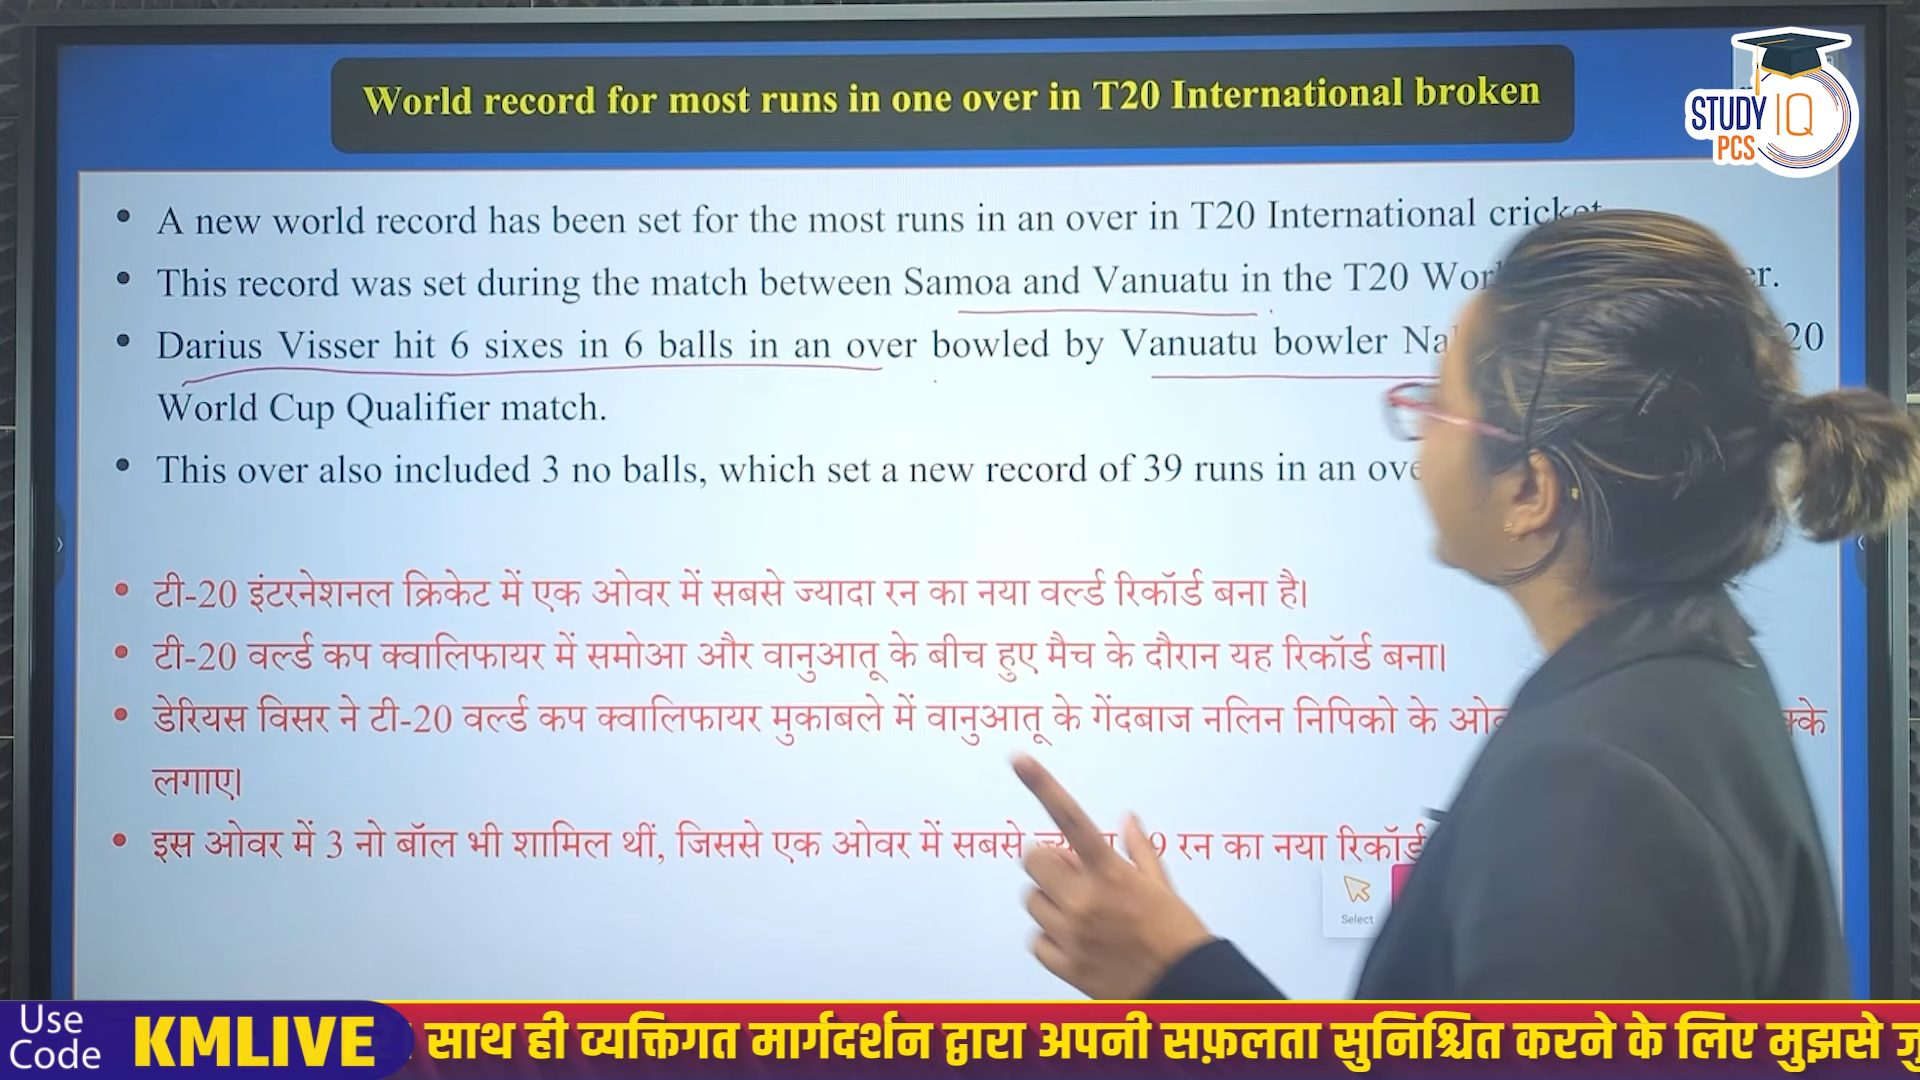 World record for most runs in one over in T20 International broken
STUDY IQ
PCS
• A new world record has been set for the most runs in an over in T20 International cricket
• This record was set during the match between Samoa and Vanuatu in the T20
• Darius Visser hit 6 sixes in 6 balls in an over bowled by Vanuatu bowler 20
World Cup Qualifier match.
• This over also included 3 no balls, which set a new record of 39 runs in an
• टी-20 इंटरनेशनल क्रिकेट में एक ओवर में सबसे ज्यादा रन का नया वर्ल्ड रिकॉर्ड बना है।
• टी-20 वर्ल्ड कप क्वालिफायर में समोआ और वानुआतू के बीच हुए मैच के दौरान यह रिकॉर्ड बना।
• डेरियस विसर ने टी-20 वर्ल्ड कप क्वालिफायर मुकाबले में वानुआतू के गेंदबाज नलिन निपिको के
लगाए।
• इस ओवर में 3 नो बॉल भी शामिल थीं, जिससे एक ओवर में सबसे रन का नया रिकॉर्ड
Select
Use Code KMLIVE साथ ही व्यक्तिगत मार्गदर्शन द्वारा अपनी सफ़लता सुनिश्चित करने के लिए मुझसे